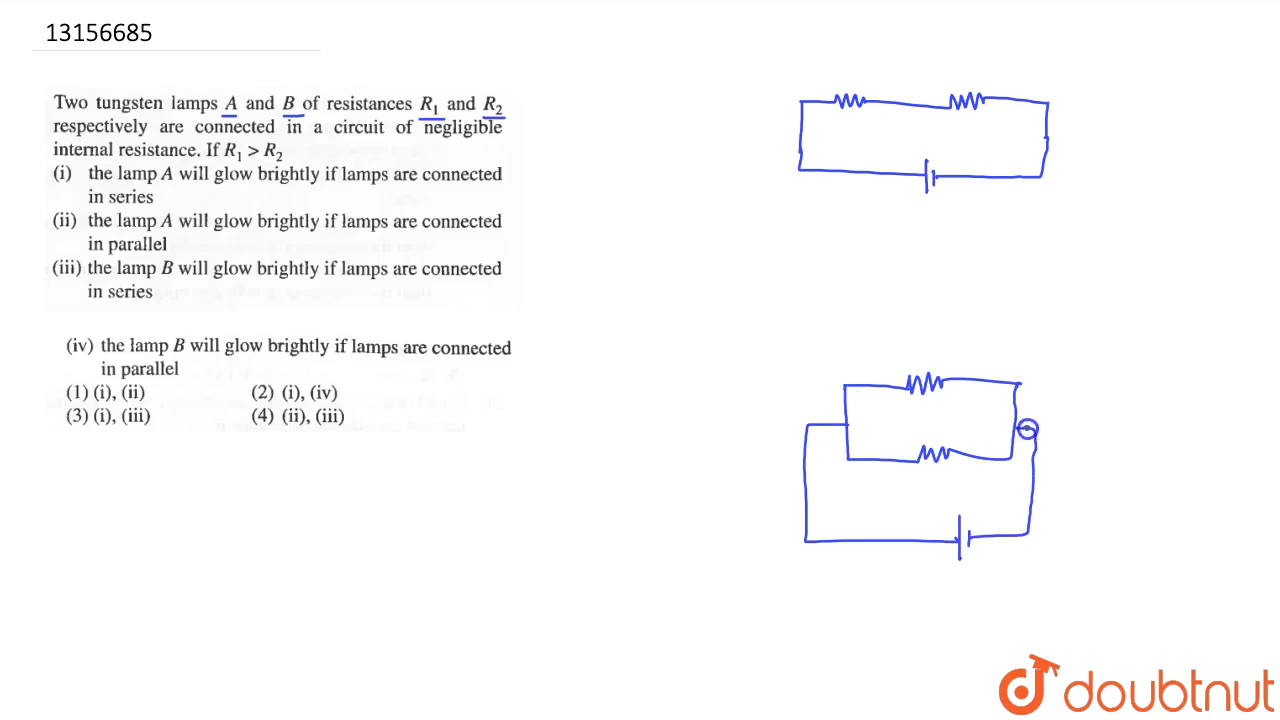 13156685
Two tungsten lamps A and B of resistances R₁ and R₂
respectively are connected in a circuit of negligible
internal resistance. If R₁ > R₂
(i) the lamp A will glow brightly if lamps are connected
in series
(ii) the lamp A will glow brightly if lamps are connected
in parallel
(iii) the lamp B will glow brightly if lamps are connected
in series
(iv) the lamp B will glow brightly if lamps are connected
in parallel
(1) (i), (ii) (2) (i), (iv)
(3) (i), (iii) (4) (ii), (iii)
doubtnut